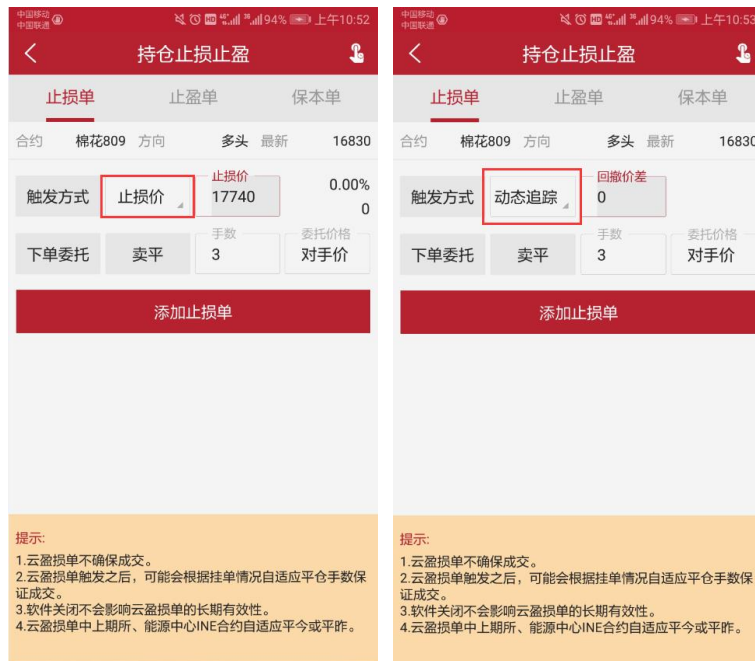 中国移动
中国联通
94% 上午10:52
持仓止损止盈
止损单 止盈单 保本单
合约 棉花809 方向 多头 最新 16830
触发方式 止损价 止损价 17740 0.00%
0
下单委托 卖平 手数 3 委托价格 对手价
添加止损单
提示:
1.云盈损单不确保成交。
2.云盈损单触发之后，可能会根据挂单情况自适应平仓手数保
证成交。
3.软件关闭不会影响云盈损单的长期有效性。
4.云盈损单中上期所、能源中心INE合约自适应平今或平昨。
中国移动
中国联通
94% 上午10:53
持仓止损止盈
止损单 止盈单 保本单
合约 棉花809 方向 多头 最新 16830
触发方式 动态追踪 回撤价差 0
下单委托 卖平 手数 3 委托价格 对手价
添加止损单
提示:
1.云盈损单不确保成交。
2.云盈损单触发之后，可能会根据挂单情况自适应平仓手数保
证成交。
3.软件关闭不会影响云盈损单的长期有效性。
4.云盈损单中上期所、能源中心INE合约自适应平今或平昨。